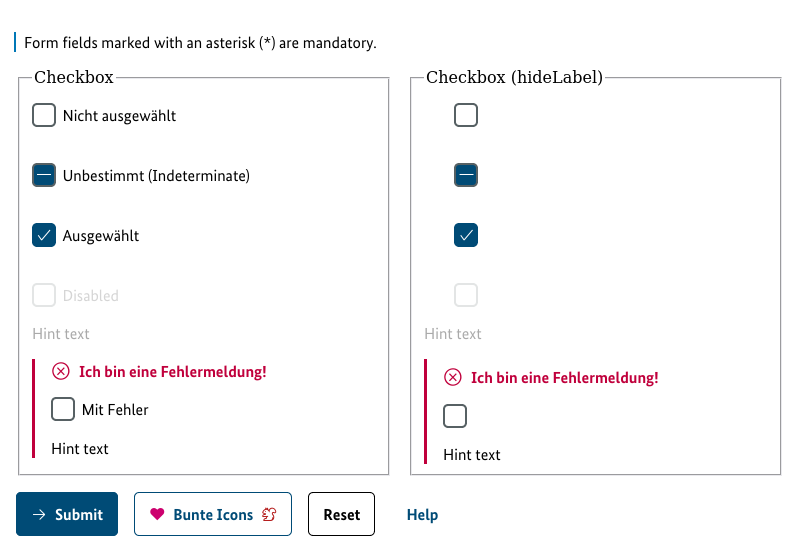 Form fields marked with an asterisk (*) are mandatory.
Checkbox
Nicht ausgewählt
Unbestimmt (Indeterminate)
Ausgewählt
Disabled
Hint text
Ich bin eine Fehlermeldung!
Mit Fehler
Hint text
Checkbox (hideLabel)
Hint text
Ich bin eine Fehlermeldung!
Hint text
Submit
Bunte Icons
Reset
Help